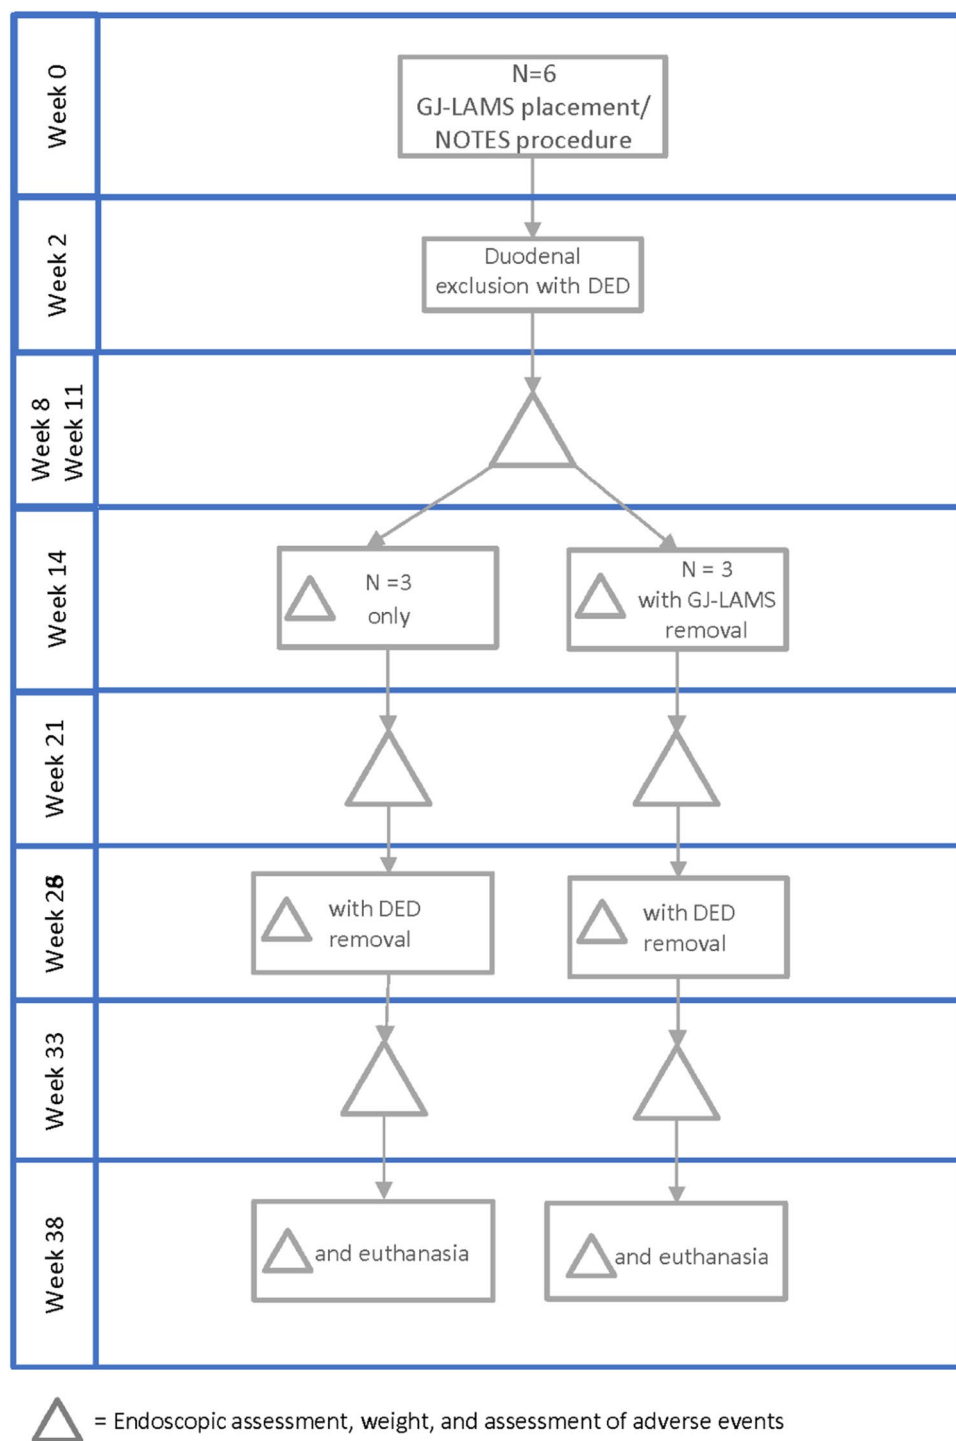 Week 0
N=6
GJ-LAMS placement/
NOTES procedure
Week 2
Duodenal
exclusion with DED
Week 8
Week 11
Week 14
N =3
only
N = 3
with GJ-LAMS
removal
Week 21
Week
with DED
removal
with DED
removal
Week 33
Week 38
and euthanasia
and euthanasia
= Endoscopic assessment, weight, and assessment of adverse events